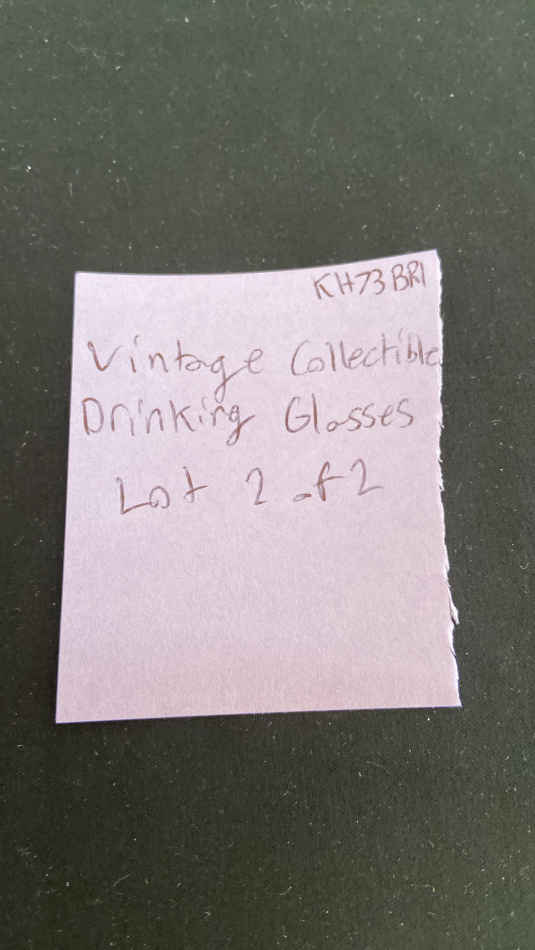 KH73BRI
Vintage Collectible
Drinking Glasses
Lot 2 of 2